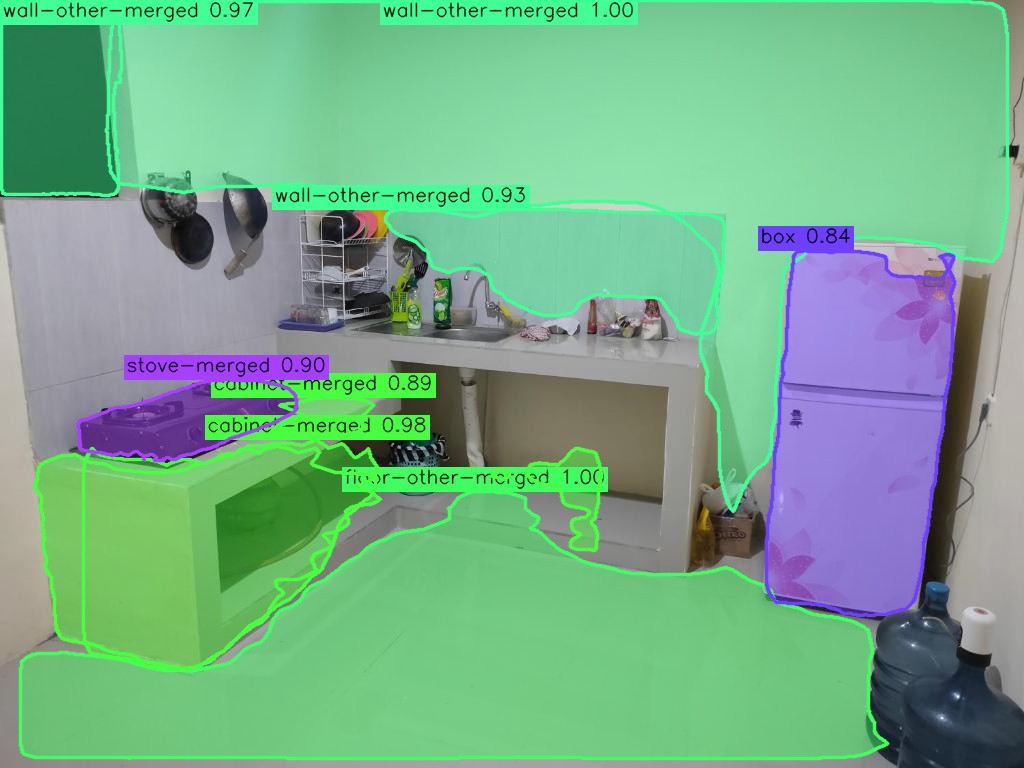 wall-other-merged 0.97
wall-other-merged 1.00
wall-other-merged 0.93
box 0.84
stove-merged 0.90
cabinet-merged 0.89
cabinet-merged 0.98
floor-other-merged 1.00